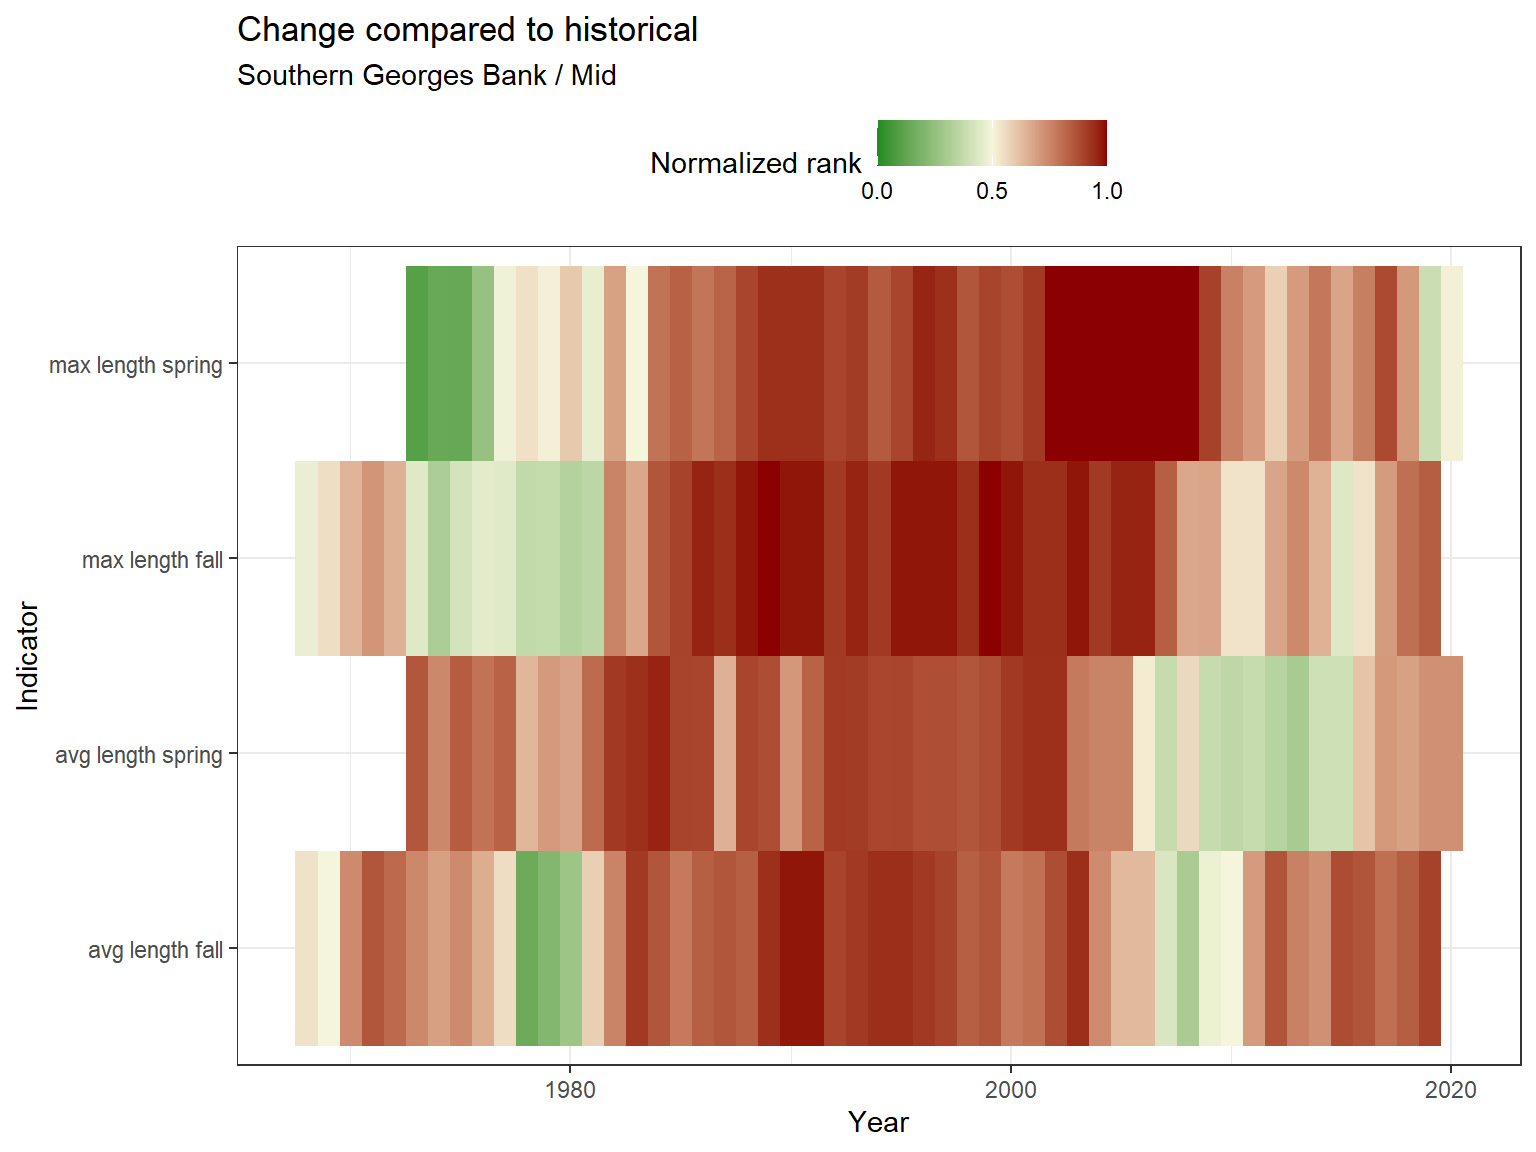 Change compared to historical
Southern Georges Bank / Mid
Normalized rank
0.0 0.5 1.0
max length spring
max length fall
avg length spring
avg length fall
Indicator
1980 2000 2020
Year